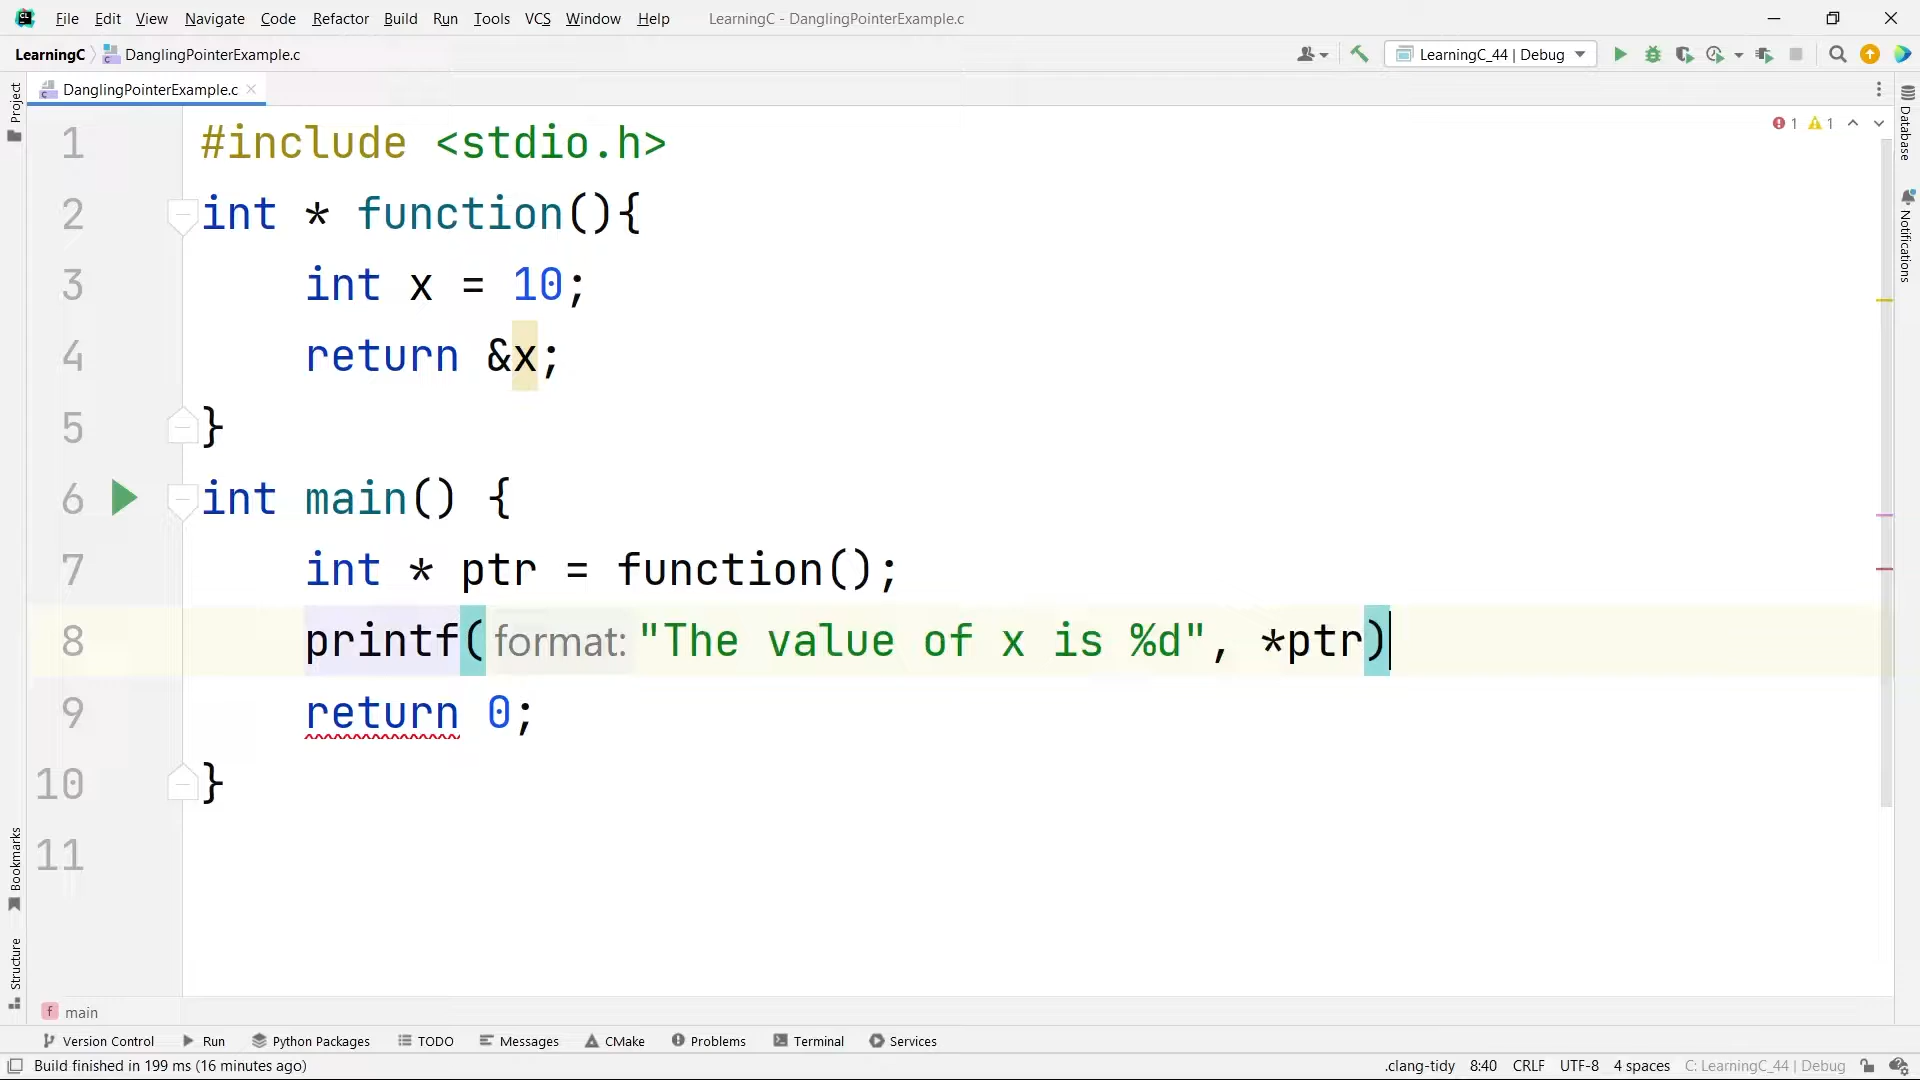 File Edit View Navigate Code Refactor Build Run Tools VCS Window Help LearningC - DanglingPointerExample.c
LearningC DanglingPointerExample.c LearningC_44 | Debug
Project
DanglingPointerExample.c
Database
Notifications
1 1
1 #include <stdio.h>
2 int * function(){
3 int x = 10;
4 return &x;
5 }
6 int main() {
7 int * ptr = function();
8 printf( format: "The value of x is %d", *ptr)
9 return 0;
10 }
11
Bookmarks
Structure
f main
Version Control Run Python Packages TODO Messages CMake Problems Terminal Services
Build finished in 199 ms (16 minutes ago) .clang-tidy 8:40 CRLF UTF-8 4 spaces C: LearningC_44 | Debug